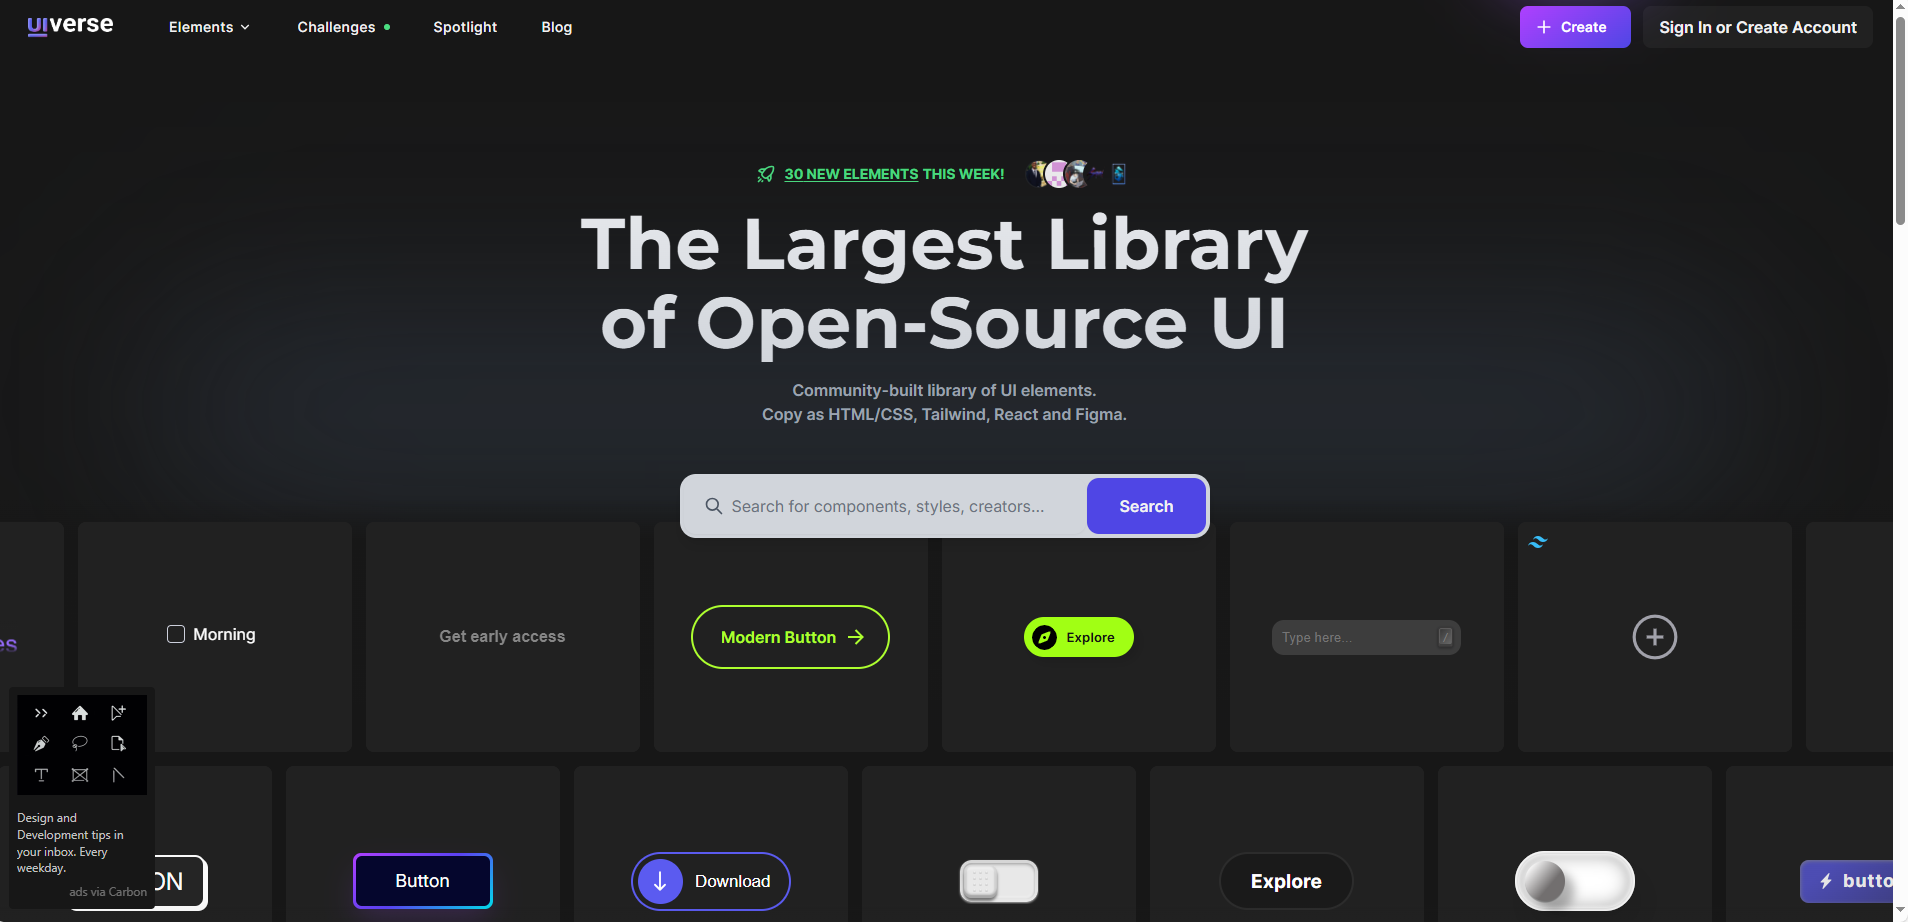 UIverse
Elements
Challenges
Spotlight
Blog
Create
Sign In or Create Account
30 NEW ELEMENTS THIS WEEK!
The Largest Library
of Open-Source UI
Community-built library of UI elements.
Copy as HTML/CSS, Tailwind, React and Figma.
Search for components, styles, creators...
Search
es
Morning
Get early access
Modern Button
Explore
Type here...
/
Design and
Development tips in
your inbox. Every
weekday.
ads via Carbon
ON
Button
Download
Explore
butto